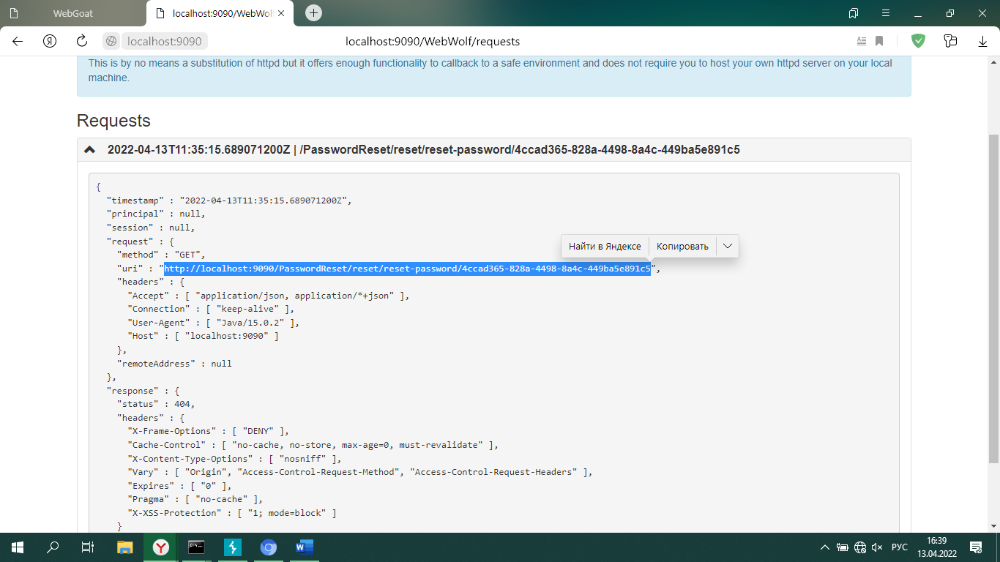 WebGoat
localhost:9090/WebWolf
localhost:9090
localhost:9090/WebWolf/requests
This is by no means a substitution of httpd but it offers enough functionality to callback to a safe environment and does not require you to host your own httpd server on your local
machine.
Requests
2022-04-13T11:35:15.689071200Z | /PasswordReset/reset/reset-password/4ccad365-828a-4498-8a4c-449ba5e891c5
{
"timestamp" : "2022-04-13T11:35:15.689071200Z",
"principal" : null,
"session" : null,
"request" : {
Найти в Яндексе
Копировать
"method" : "GET",
"uri" : "http://localhost:9090/PasswordReset/reset/reset-password/4ccad365-828a-4498-8a4c-449ba5e891c5",
"headers" : {
"Accept" : [ "application/json, application/*+json" ],
"Connection" : [ "keep-alive" ],
"User-Agent" : [ "Java/15.0.2" ],
"Host" : [ "localhost:9090" ]
},
"remoteAddress" : null
},
"response" : {
"status" : 404,
"headers" : {
"X-Frame-Options" : [ "DENY" ],
"Cache-Control" : [ "no-cache, no-store, max-age=0, must-revalidate" ],
"X-Content-Type-Options" : [ "nosniff" ],
"Vary" : [ "Origin", "Access-Control-Request-Method", "Access-Control-Request-Headers" ],
"Expires" : [ "0" ],
"Pragma" : [ "no-cache" ],
"X-XSS-Protection" : [ "1; mode=block" ]
}
РУС
16:39
13.04.2022